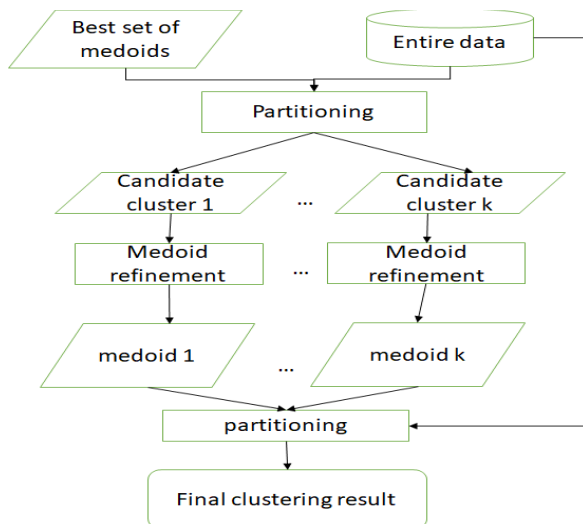 Best set of
medoids
Entire data
Partitioning
Candidate
cluster 1
...
Candidate
cluster k
Medoid
refinement
...
Medoid
refinement
medoid 1
...
medoid k
partitioning
Final clustering result